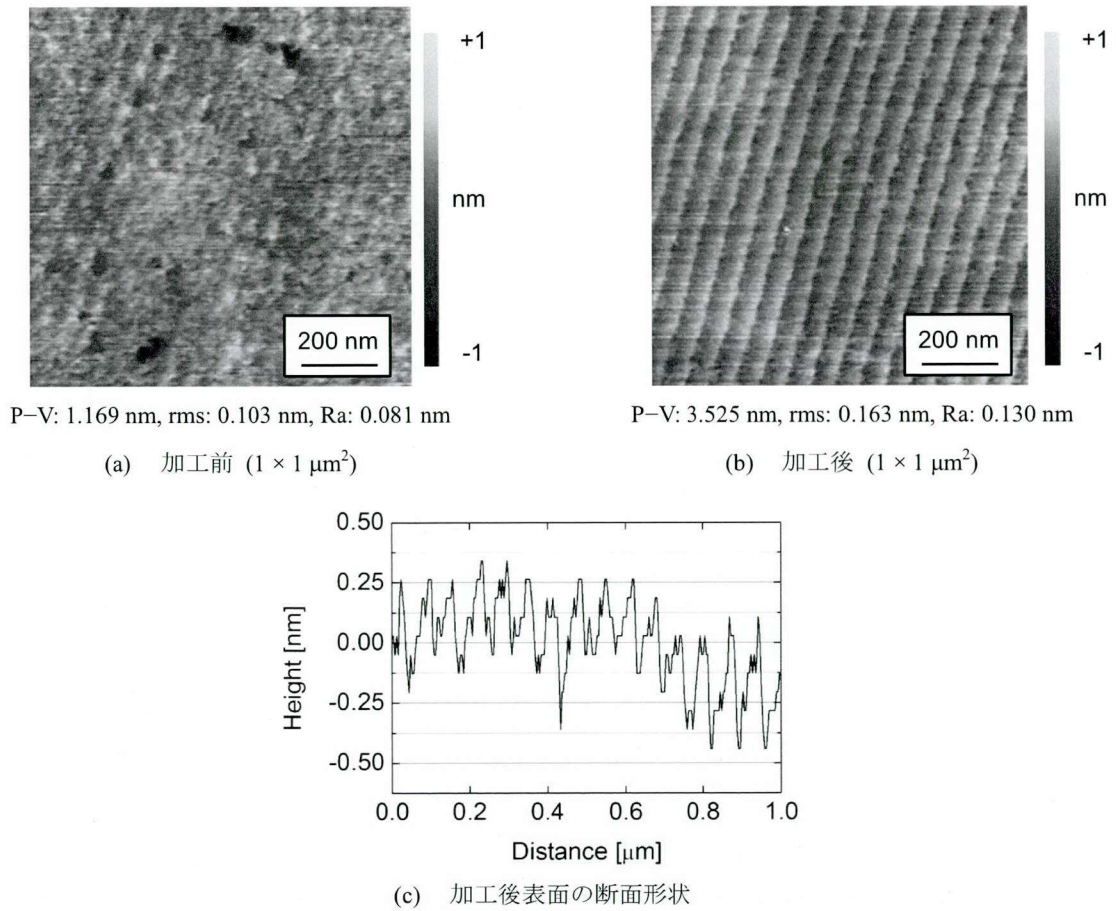 +1
nm
-1
200 nm
P−V: 1.169 nm, rms: 0.103 nm, Ra: 0.081 nm
(a) 加工前 (1 × 1 μm²)
+1
nm
-1
200 nm
P−V: 3.525 nm, rms: 0.163 nm, Ra: 0.130 nm
(b) 加工後 (1 × 1 μm²)
0.50
0.25
0.00
-0.25
-0.50
Height [nm]
0.0 0.2 0.4 0.6 0.8 1.0
Distance [μm]
(c) 加工後表面の断面形状